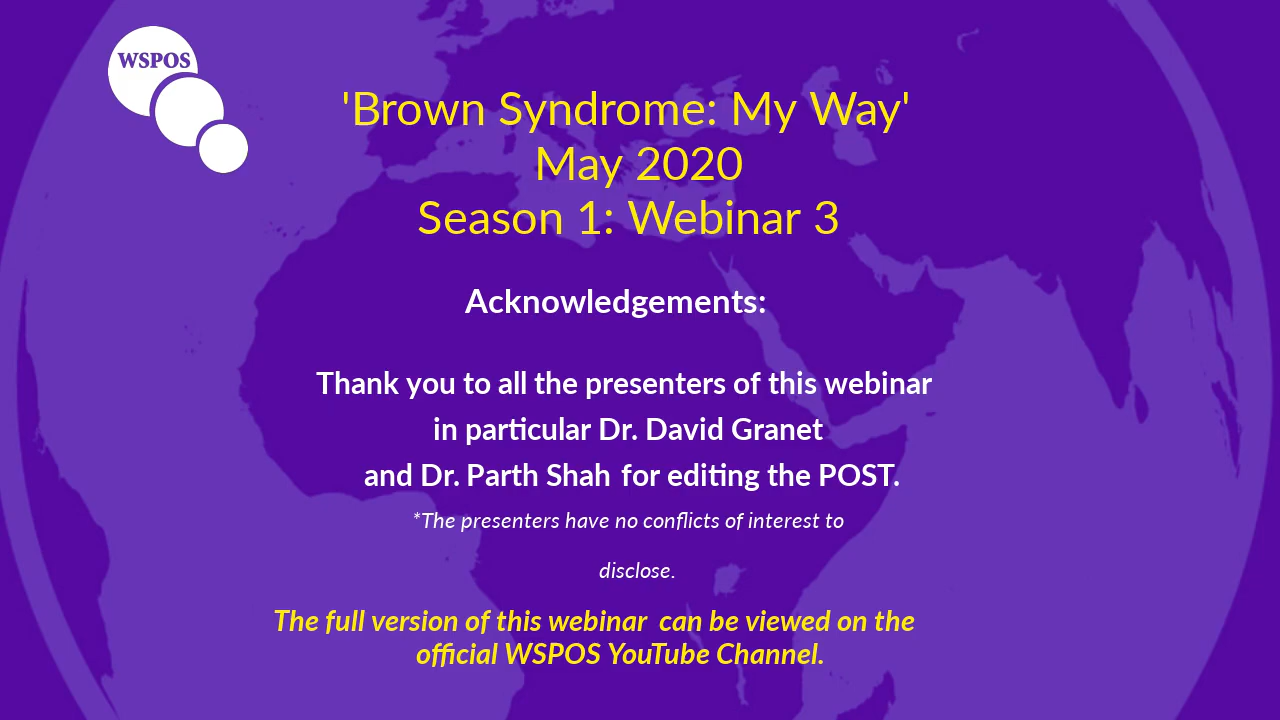 WSPOS
'Brown Syndrome: My Way'
May 2020
Season 1: Webinar 3
Acknowledgements:
Thank you to all the presenters of this webinar
in particular Dr. David Granet
and Dr. Parth Shah for editing the POST.
*The presenters have no conflicts of interest to
disclose.
The full version of this webinar can be viewed on the
official WSPOS YouTube Channel.